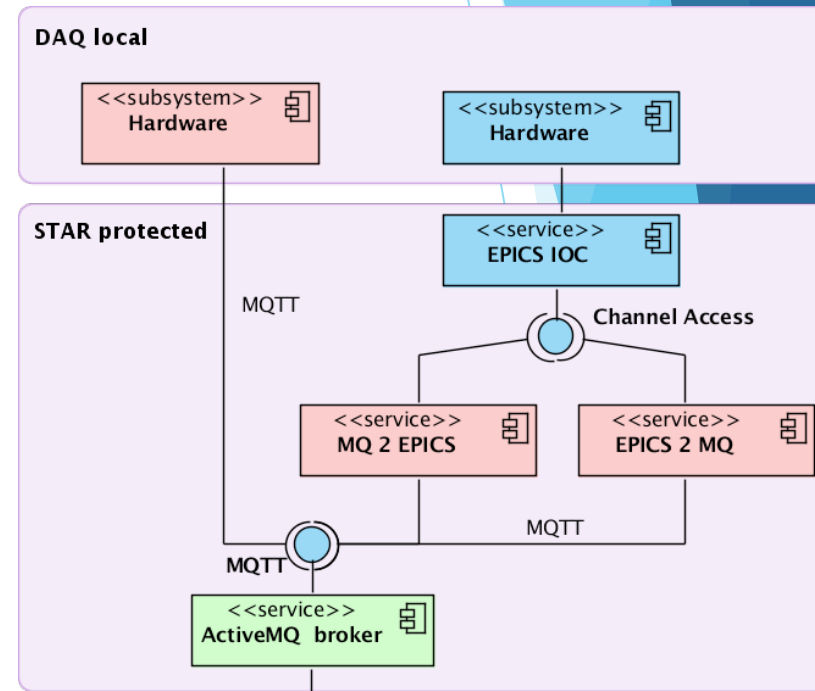 DAQ local
<<subsystem>>
Hardware
<<subsystem>>
Hardware
STAR protected
<<service>>
EPICS IOC
MQTT
Channel Access
<<service>>
MQ 2 EPICS
<<service>>
EPICS 2 MQ
MQTT
MQTT
<<service>>
ActiveMQ broker